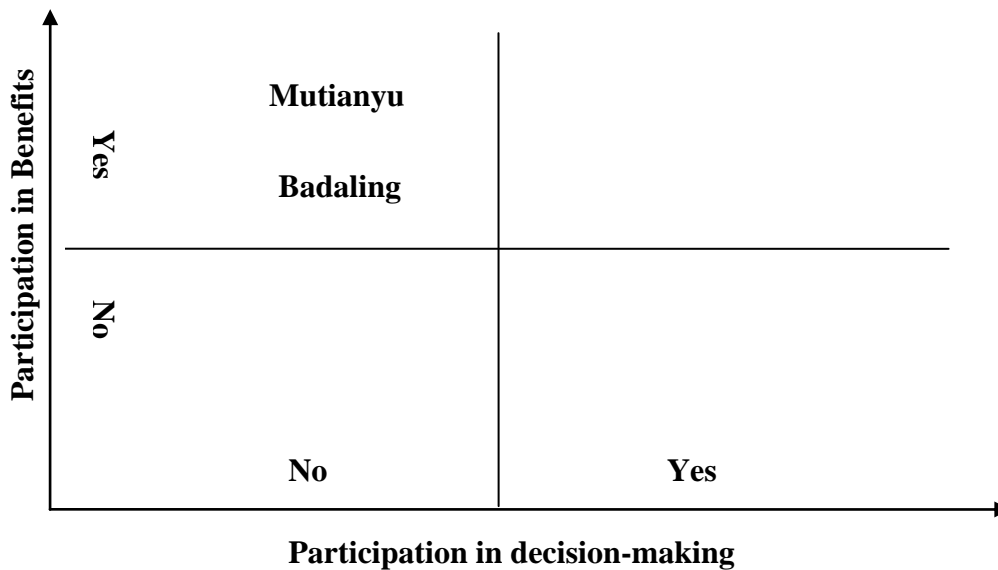 Participation in Benefits
Yes
No
Mutianyu
Badaling
No
Yes
Participation in decision-making